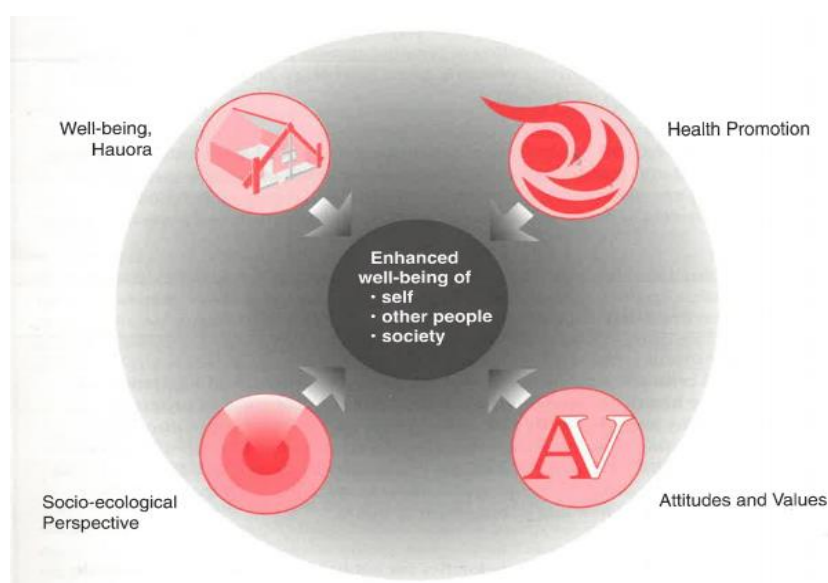 Well-being,
Hauora
Health Promotion
Enhanced
well-being of
· self
· other people
· society
Socio-ecological
Perspective
AV
Attitudes and Values